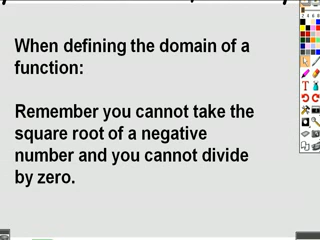 When defining the domain of a
function:
Remember you cannot take the
square root of a negative
number and you cannot divide
by zero.